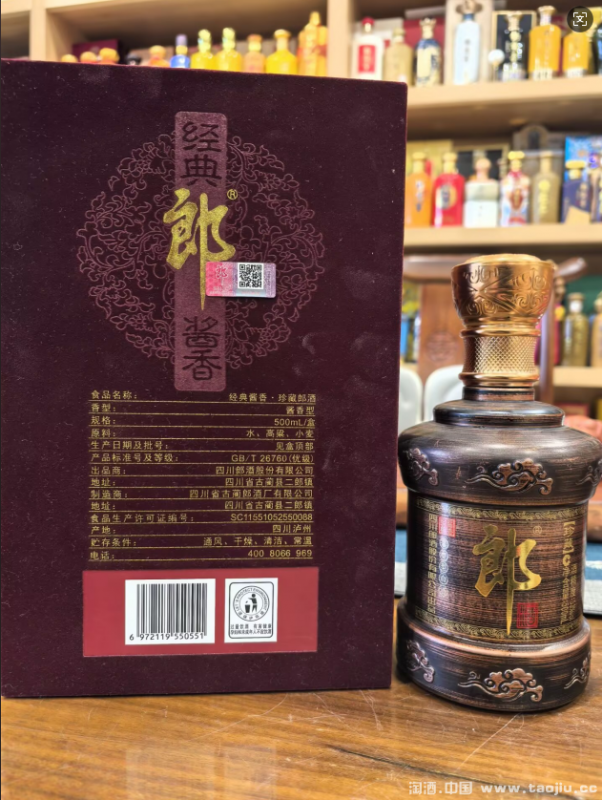 经典
郎®
酱香
食品名称： 经典酱香·珍藏郎酒
香型： 酱香型
规格： 500mL/盒
原料： 水、高粱、小麦
生产日期及批号： 见盒顶部
产品标准号及等级： GB/T 26760(优级)
出品商： 四川郎酒股份有限公司
地址： 四川省古蔺县二郎镇
制造商： 四川省古蔺郎酒厂有限公司
地址： 四川省古蔺县二郎镇
食品生产许可证编号： SC11551052550088
产地： 四川泸州
贮存条件： 通风、干燥、清洁、常温
电话： 400 8066 969
6 972119 550551
郎
淘酒.中国 www.taojiu.cc